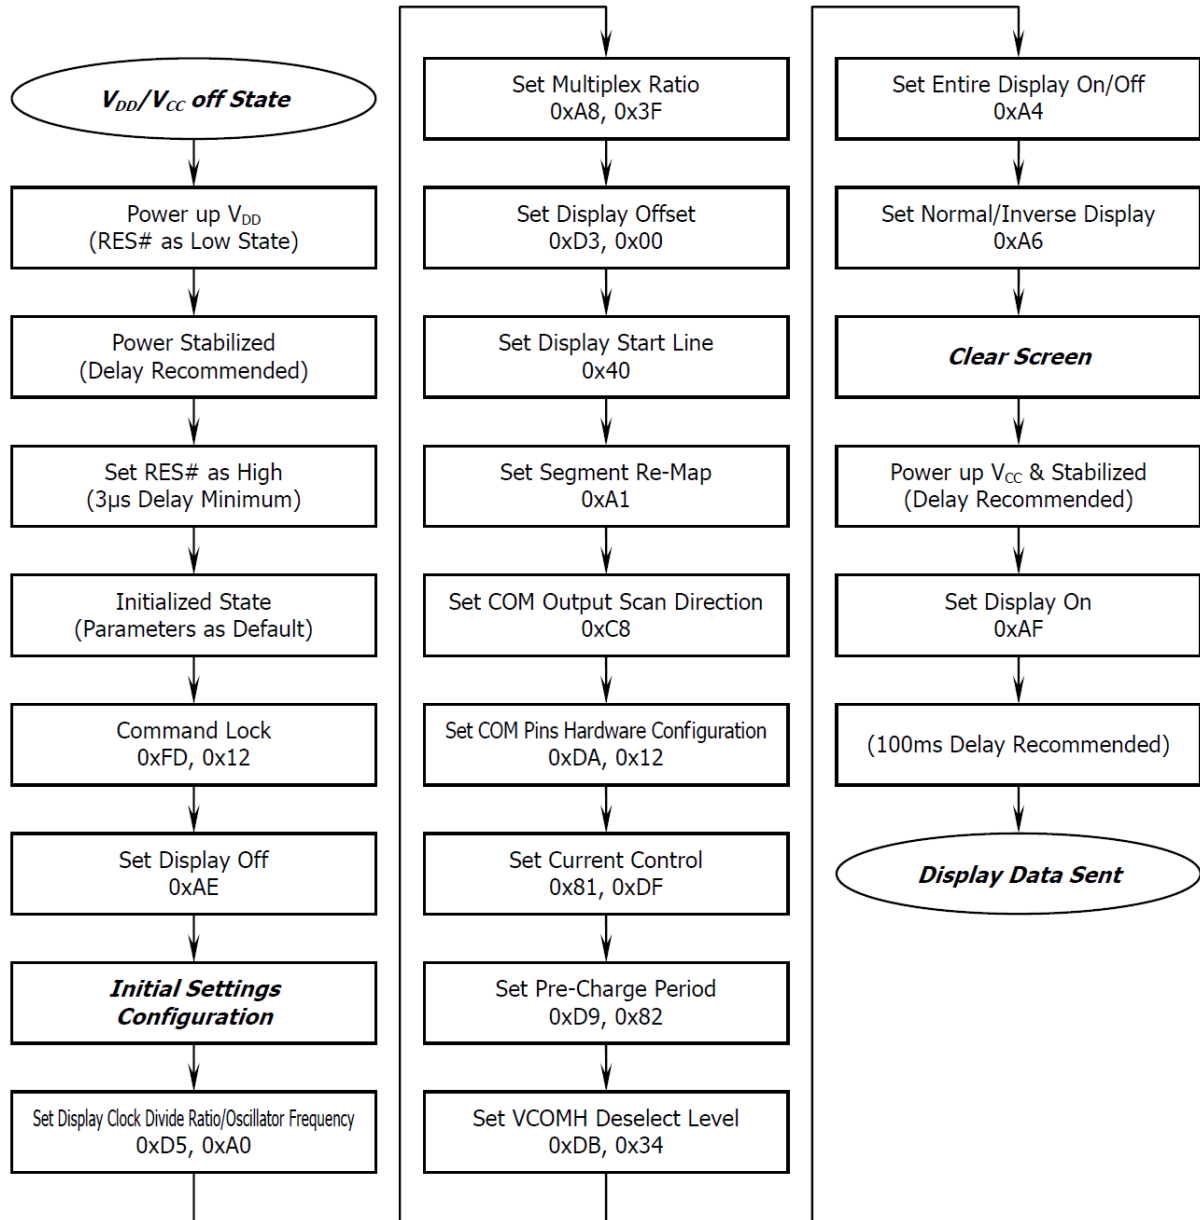 V_DD/V_CC off State
Power up V_DD
(RES# as Low State)
Power Stabilized
(Delay Recommended)
Set RES# as High
(3μs Delay Minimum)
Initialized State
(Parameters as Default)
Command Lock
0xFD, 0x12
Set Display Off
0xAE
Initial Settings
Configuration
Set Display Clock Divide Ratio/Oscillator Frequency
0xD5, 0xA0
Set Multiplex Ratio
0xA8, 0x3F
Set Display Offset
0xD3, 0x00
Set Display Start Line
0x40
Set Segment Re-Map
0xA1
Set COM Output Scan Direction
0xC8
Set COM Pins Hardware Configuration
0xDA, 0x12
Set Current Control
0x81, 0xDF
Set Pre-Charge Period
0xD9, 0x82
Set VCOMH Deselect Level
0xDB, 0x34
Set Entire Display On/Off
0xA4
Set Normal/Inverse Display
0xA6
Clear Screen
Power up V_CC & Stabilized
(Delay Recommended)
Set Display On
0xAF
(100ms Delay Recommended)
Display Data Sent